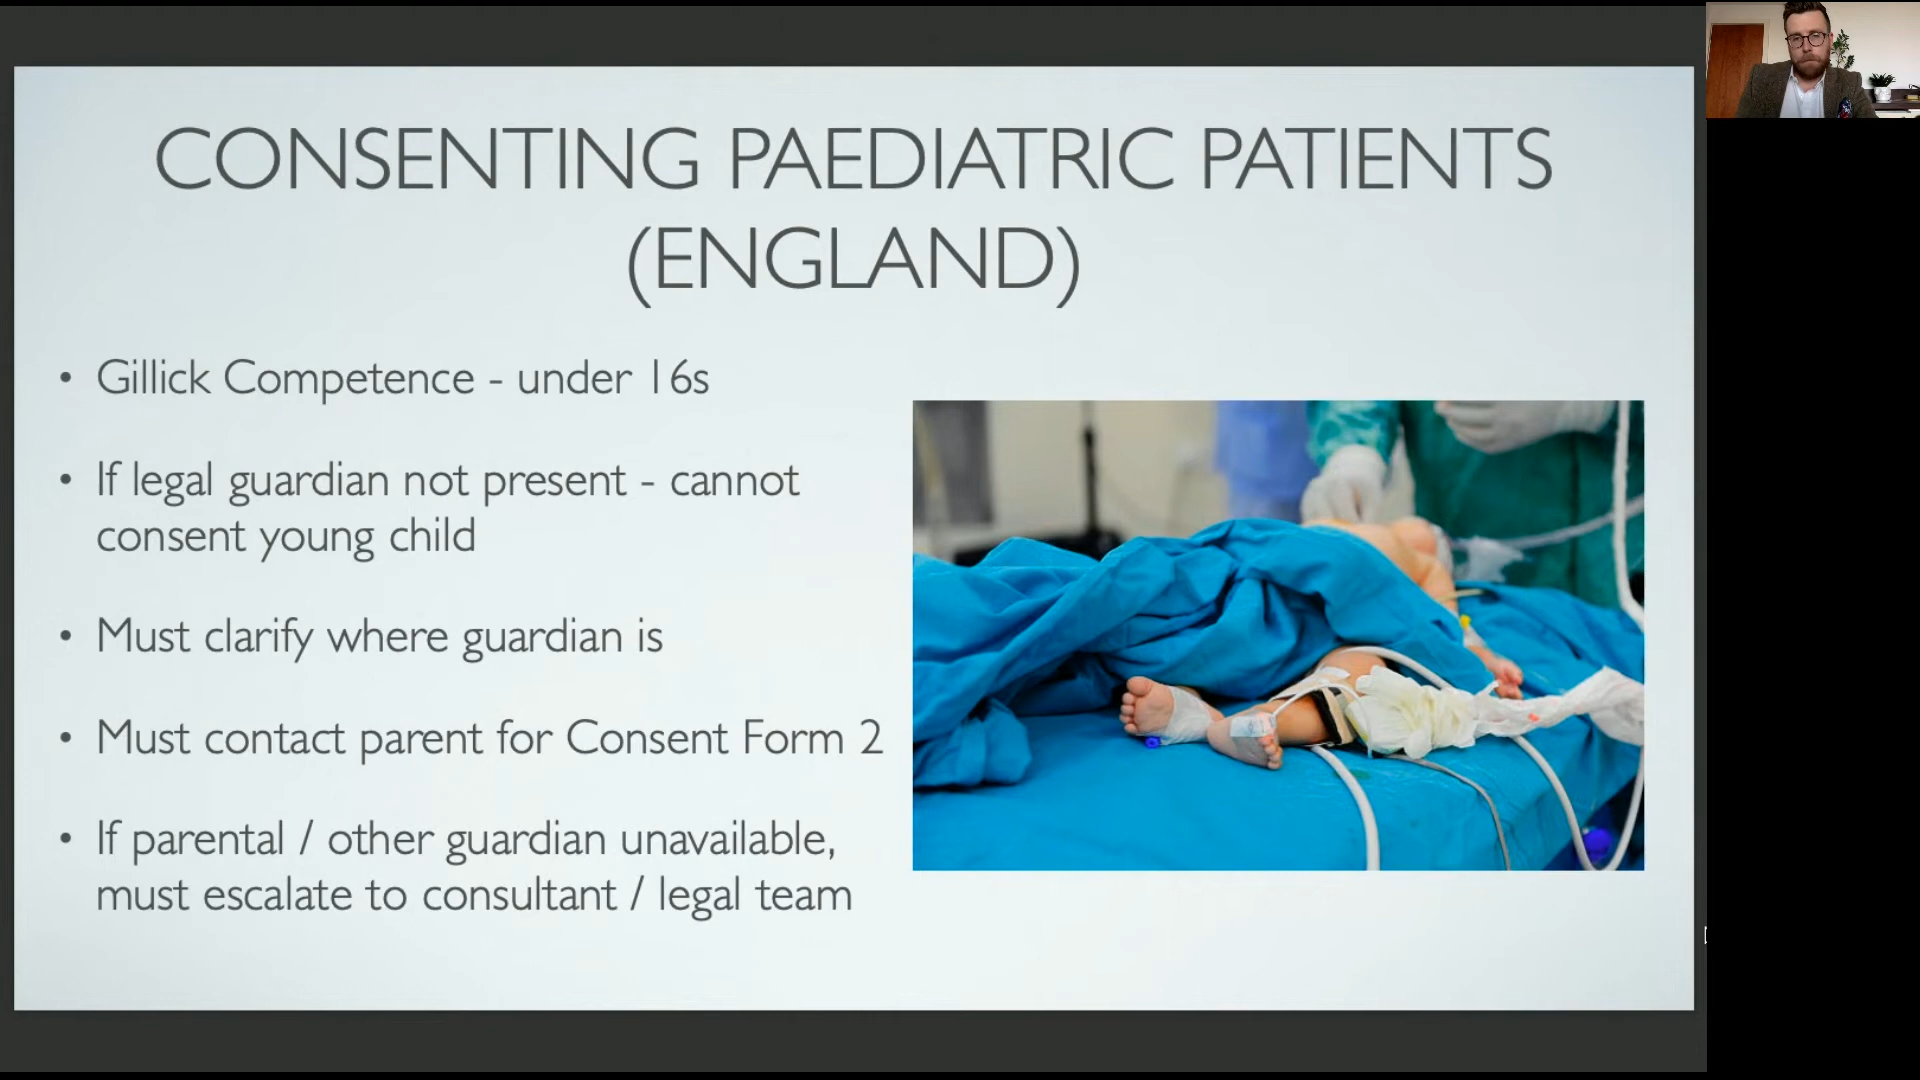 CONSENTING PAEDIATRIC PATIENTS
(ENGLAND)
• Gillick Competence - under 16s
• If legal guardian not present - cannot
consent young child
• Must clarify where guardian is
• Must contact parent for Consent Form 2
• If parental / other guardian unavailable,
must escalate to consultant / legal team